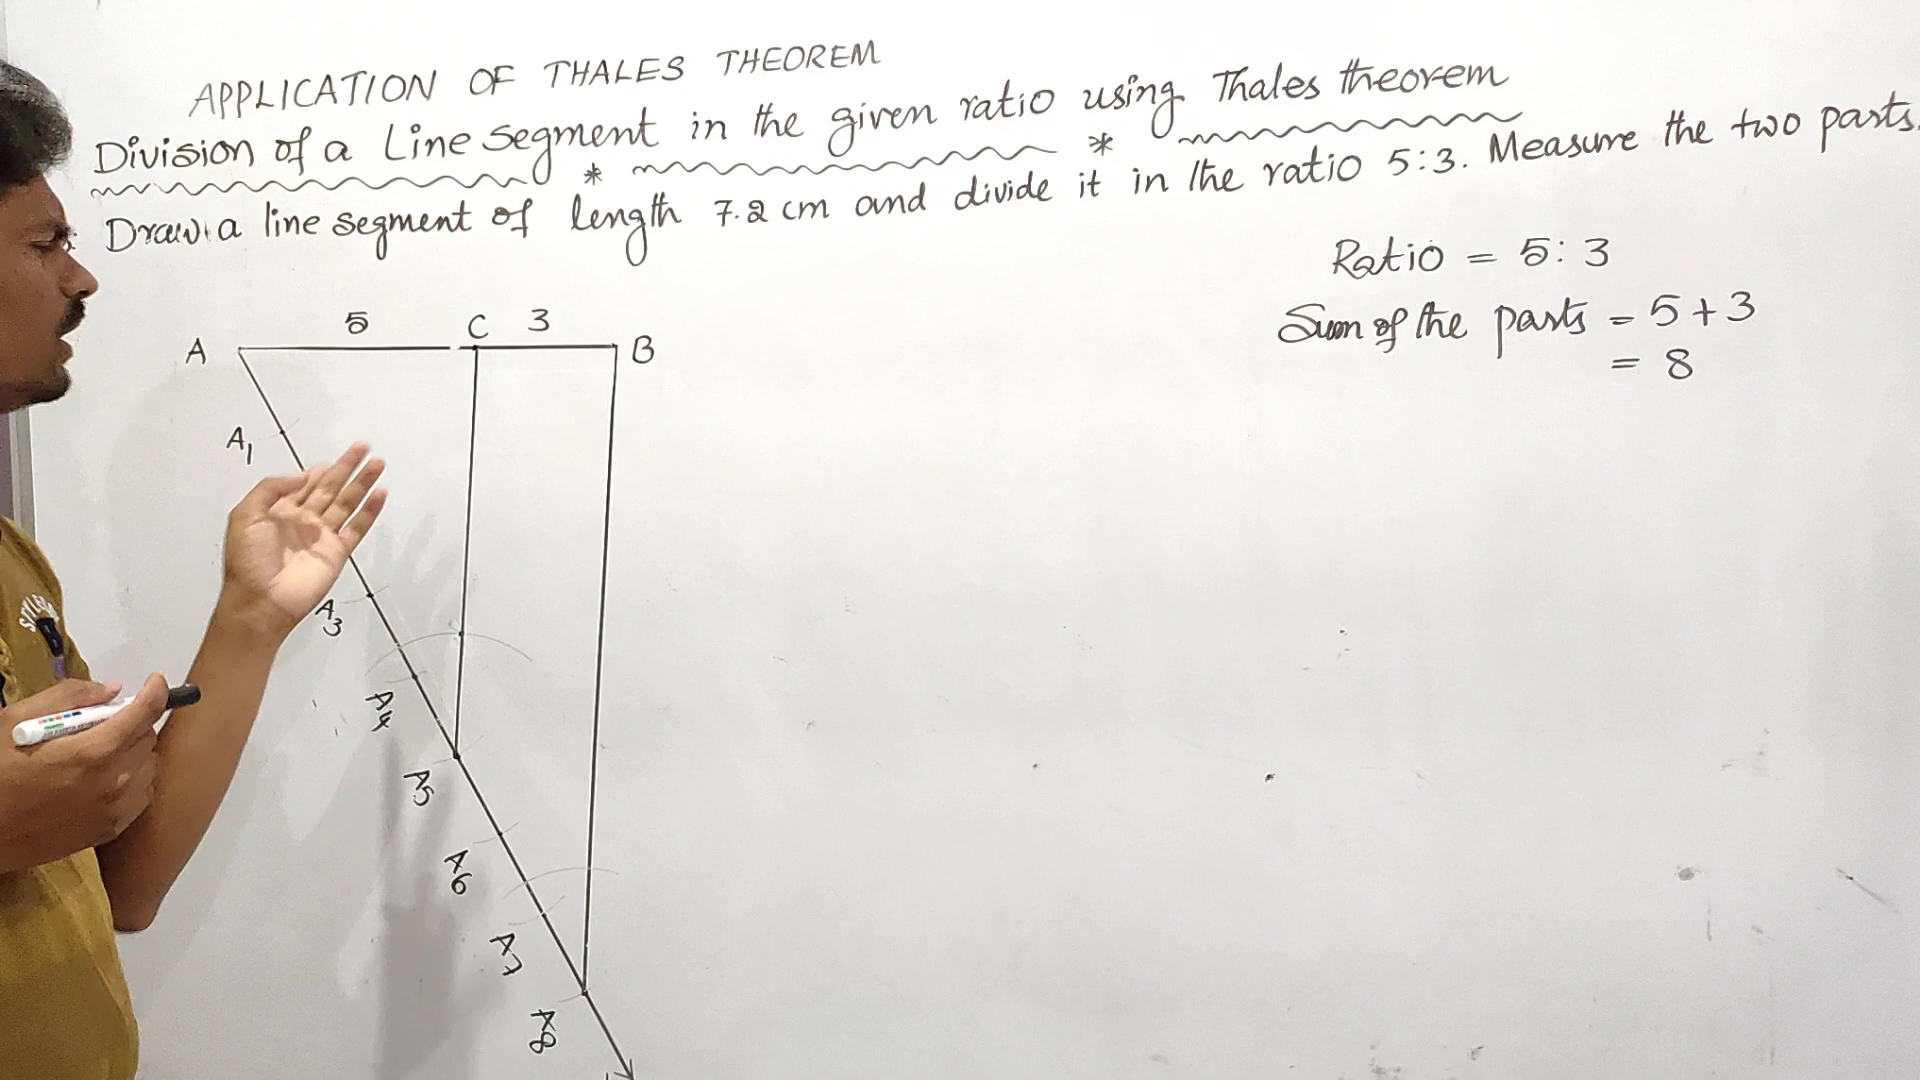 APPLICATION OF THALES THEOREM
Division of a Line Segment in the given ratio using Thales theorem
* *
Draw a line segment of length 7.2 cm and divide it in the ratio 5:3. Measure the two parts.
Ratio = 5:3
Sum of the parts = 5+3
= 8
A 5 C 3 B
A1
A3
A4
A5
A6
A7
A8